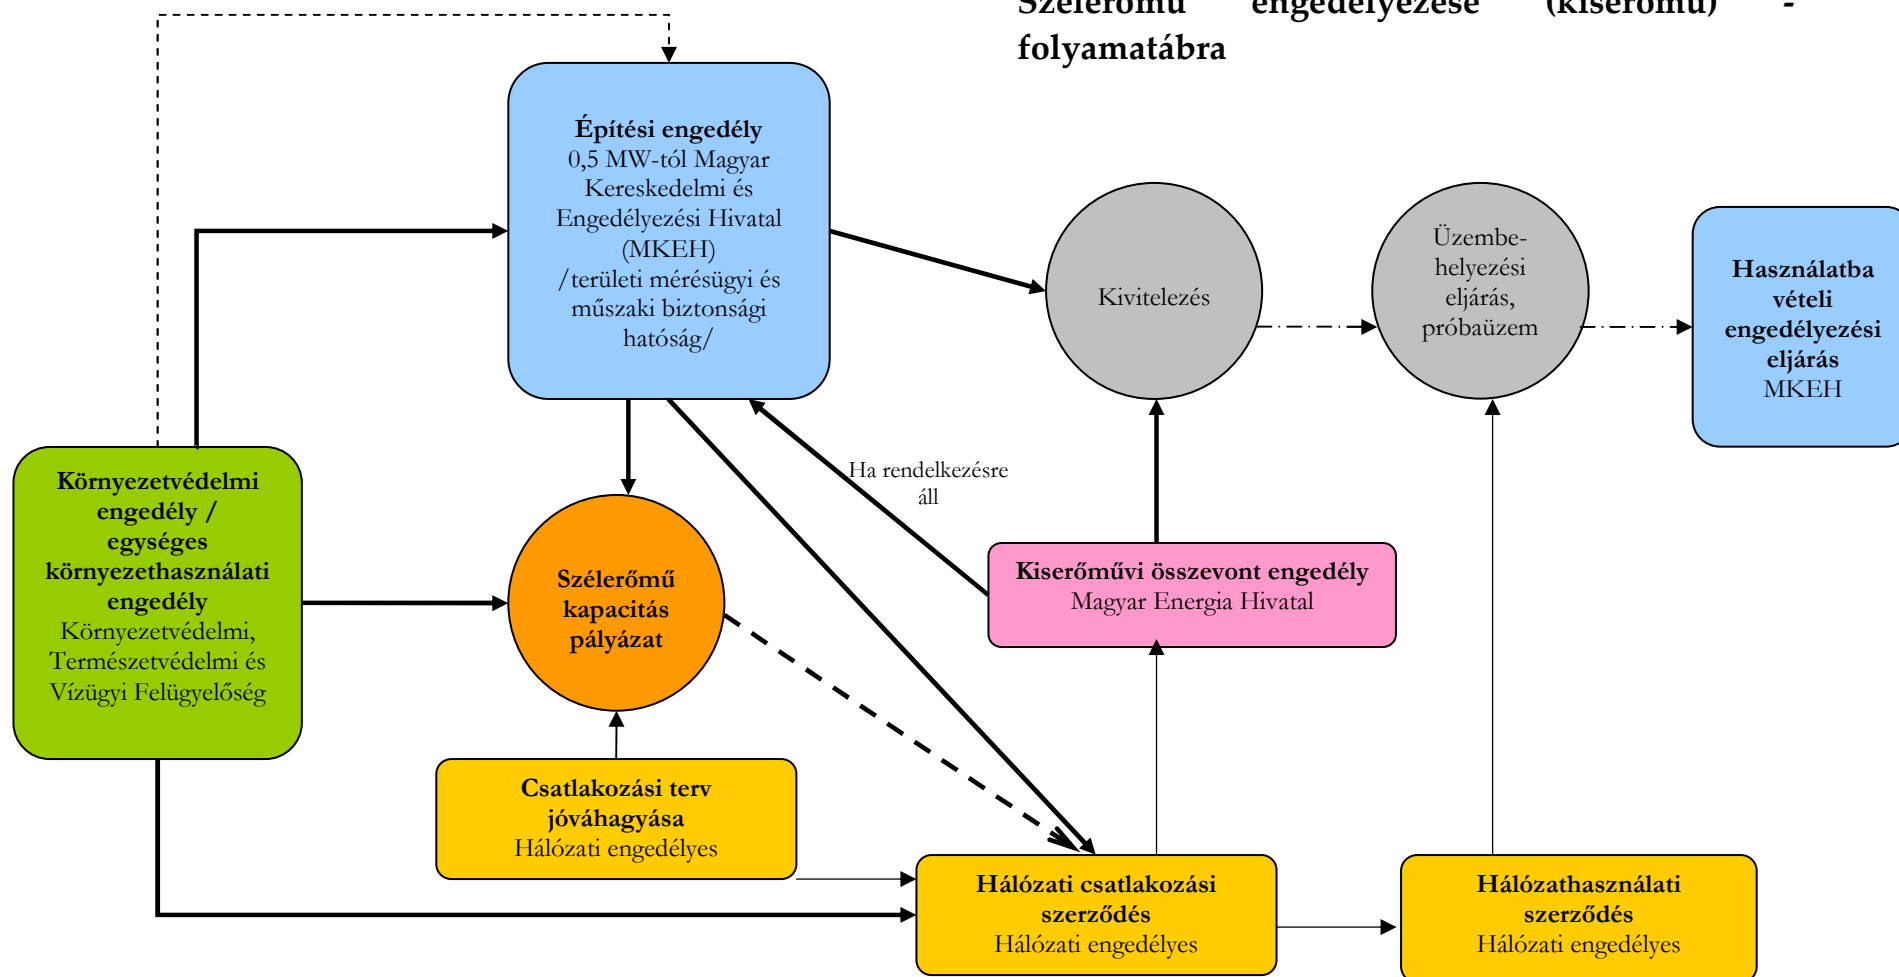 Szélerőmű engedélyezése (kiserőmű) -
folyamatábra
Építési engedély
0,5 MW-tól Magyar
Kereskedelmi és
Engedélyezési Hivatal
(MKEH)
/területi mérésügyi és
műszaki biztonsági
hatóság/
Kivitelezés
Üzembe-
helyezési
eljárás,
próbaüzem
Használatba
vételi
engedélyezési
eljárás
MKEH
Környezetvédelmi
engedély /
egységes
környezethasználati
engedély
Környezetvédelmi,
Természetvédelmi és
Vízügyi Felügyelőség
Szélerőmű
kapacitás
pályázat
Ha rendelkezésre
áll
Kiserőművi összevont engedély
Magyar Energia Hivatal
Csatlakozási terv
jóváhagyása
Hálózati engedélyes
Hálózati csatlakozási
szerződés
Hálózati engedélyes
Hálózathasználati
szerződés
Hálózati engedélyes